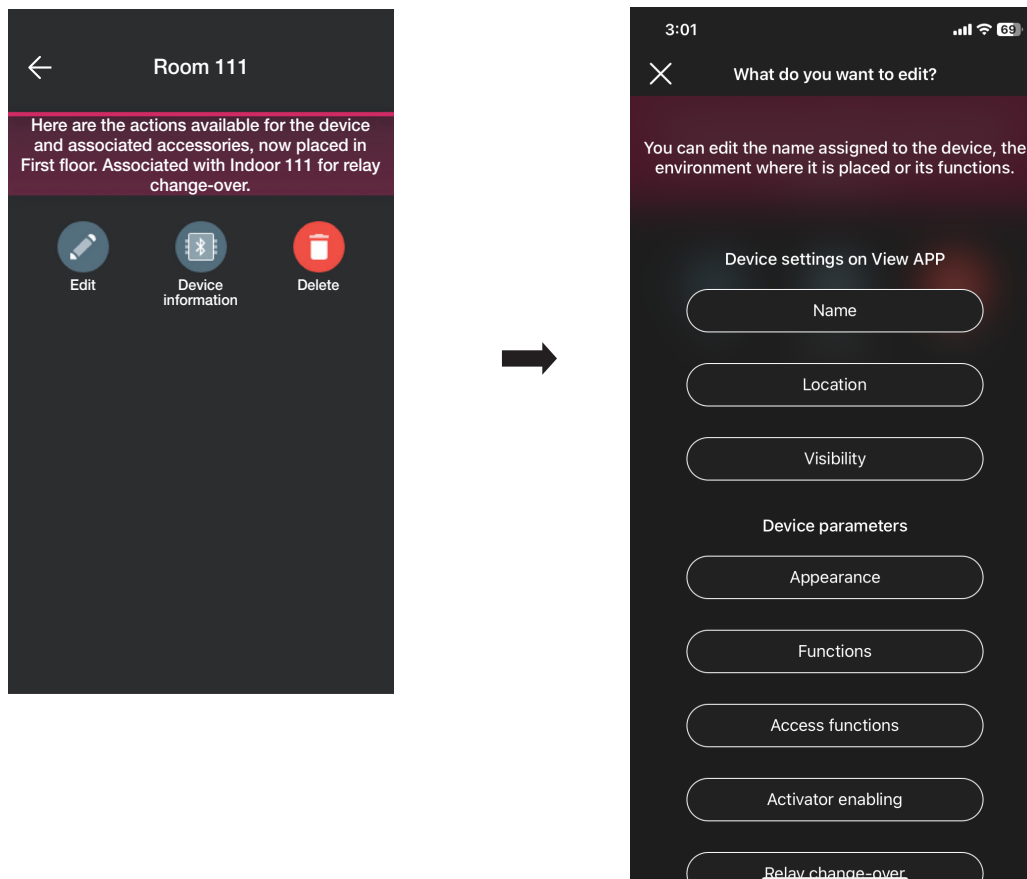 Room 111
Here are the actions available for the device
and associated accessories, now placed in
First floor. Associated with Indoor 111 for relay
change-over.
Edit
Device
information
Delete
3:01
69
What do you want to edit?
You can edit the name assigned to the device, the
environment where it is placed or its functions.
Device settings on View APP
Name
Location
Visibility
Device parameters
Appearance
Functions
Access functions
Activator enabling
Relay change-over